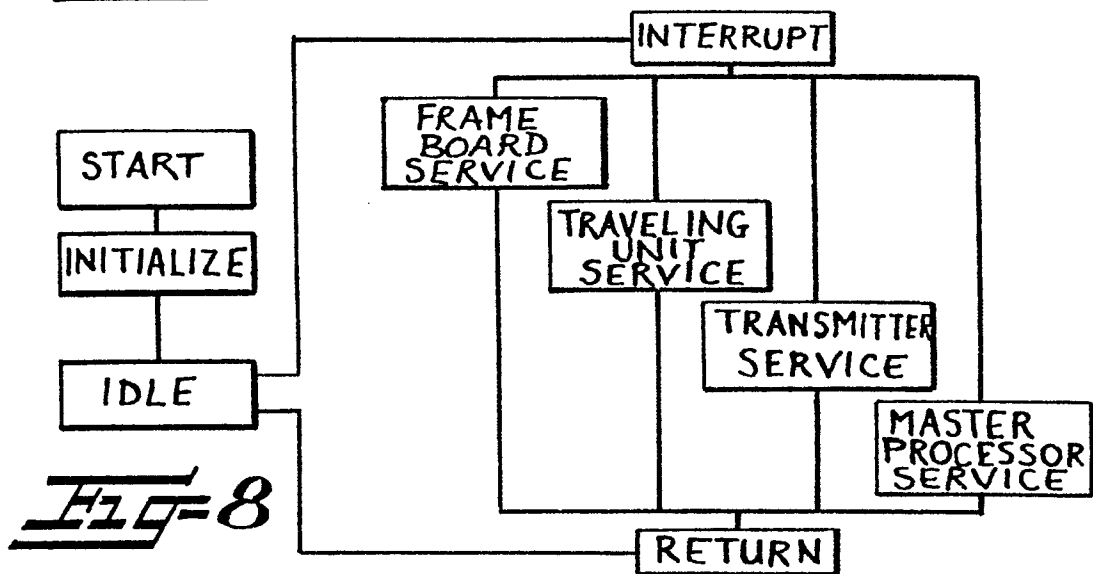 INTERRUPT
FRAME
BOARD
SERVICE
START
TRAVELING
UNIT
SERVICE
INITIALIZE
TRANSMITTER
SERVICE
IDLE
MASTER
PROCESSOR
SERVICE
Fig-8
RETURN